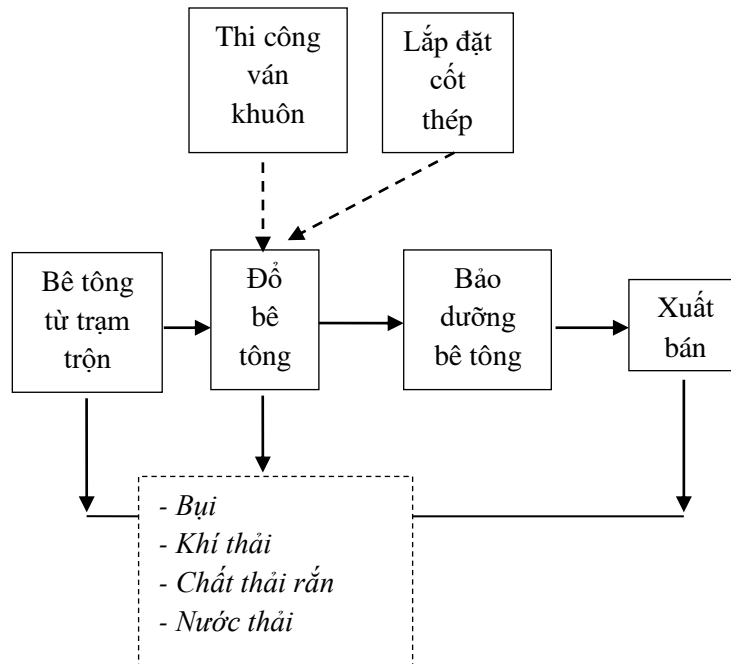 Thi công
ván
khuôn
Lắp đặt
cốt
thép
Bê tông
từ trạm
trộn
Đổ
bê
tông
Bảo
dưỡng
bê tông
Xuất
bán
- Bụi
- Khí thải
- Chất thải rắn
- Nước thải